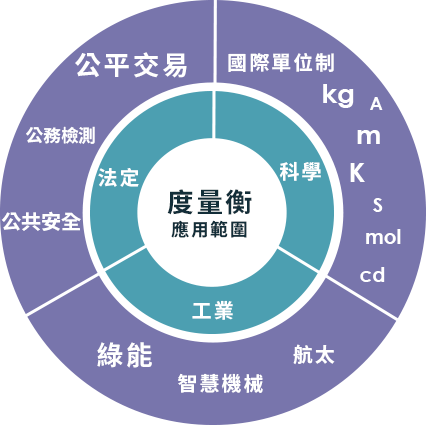 公平交易
公務檢測
公共安全
法定
國際單位制
kg
A
m
K
S
mol
cd
科學
度量衡
應用範圍
工業
綠能
智慧機械
航太